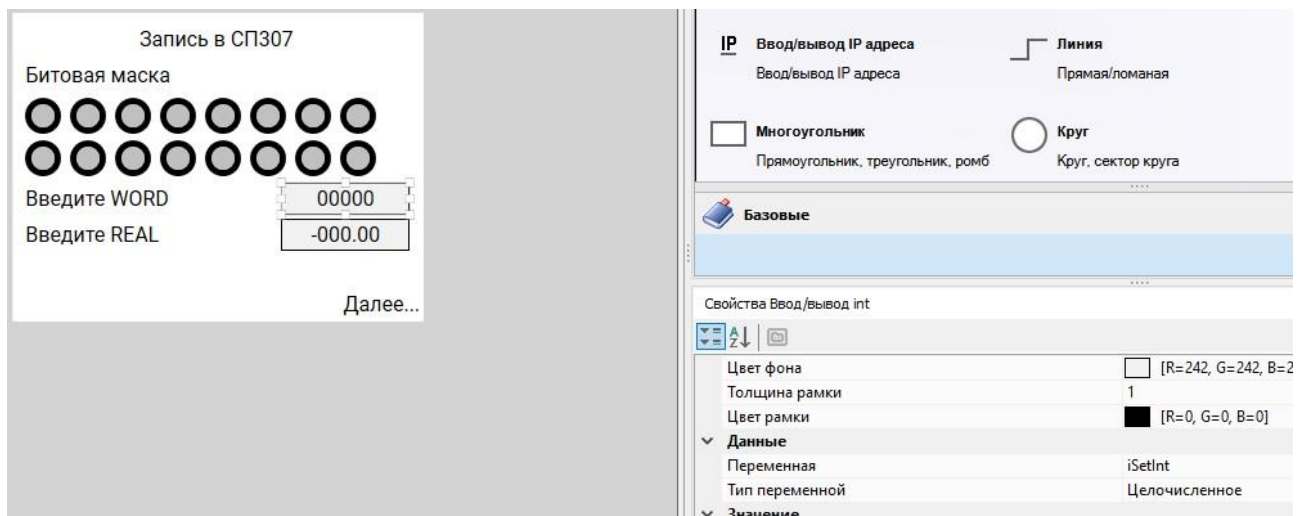 Запись в СП307
Битовая маска
Введите WORD 00000
Введите REAL -000.00
Далее...
IP Ввод/вывод IP адреса
Ввод/вывод IP адреса
Линия
Прямая/ломаная
Многоугольник
Прямоугольник, треугольник, ромб
Круг
Круг, сектор круга
Базовые
Свойства Ввод/вывод int
Цвет фона [R=242, G=242, B=2
Толщина рамки 1
Цвет рамки [R=0, G=0, B=0]
Данные
Переменная iSetInt
Тип переменной Целочисленное
Значение